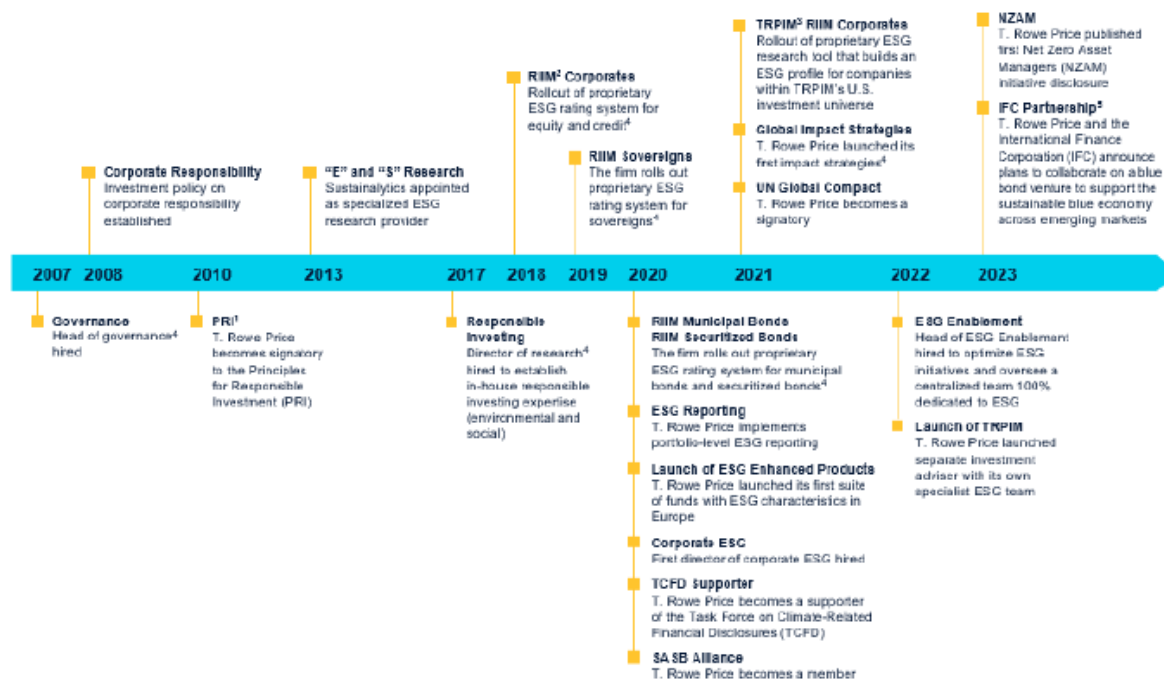 Corporate Responsibility
Investment policy on
corporate responsibility
established
“E” and “S” Research
Sustainalytics appointed
as specialized ESG
research provider
RIIM² Corporates
Rollout of proprietary
ESG rating system for
equity and credit⁴
RIIM Sovereigns
The firm rolls out
proprietary ESG
rating system for
sovereigns⁴
TRPIM³ RIIM Corporates
Rollout of proprietary ESG
research tool that builds an
ESG profile for companies
within TRPIM’s U.S.
investment universe
Global Impact Strategies
T. Rowe Price launched its
first impact strategies⁴
UN Global Compact
T. Rowe Price becomes a
signatory
NZAM
T. Rowe Price published
first Net Zero Asset
Managers (NZAM)
initiative disclosure
IFC Partnership⁵
T. Rowe Price and the
International Finance
Corporation (IFC) announce
plans to collaborate on a blue
bond venture to support the
sustainable blue economy
across emerging markets
2007 2008 2010 2013 2017 2018 2019 2020 2021 2022 2023
Governance
Head of governance⁴
hired
PRI¹
T. Rowe Price
becomes signatory
to the Principles
for Responsible
Investment (PRI)
Responsible
Investing
Director of research⁴
hired to establish
in-house responsible
investing expertise
(environmental and
social)
RIIM Municipal Bonds
RIIM Securitized Bonds
The firm rolls out proprietary
ESG rating system for municipal
bonds and securitized bonds⁴
ESG Reporting
T. Rowe Price implements
portfolio-level ESG reporting
Launch of ESG Enhanced Products
T. Rowe Price launched its first suite
of funds with ESG characteristics in
Europe
Corporate ESG
First director of corporate ESG hired
TCFD Supporter
T. Rowe Price becomes a supporter
of the Task Force on Climate-Related
Financial Disclosures (TCFD)
SASB Alliance
T. Rowe Price becomes a member
ESG Enablement
Head of ESG Enablement
hired to optimize ESG
initiatives and oversee a
centralized team 100%
dedicated to ESG
Launch of TRPIM
T. Rowe Price launched
separate investment
adviser with its own
specialist ESG team